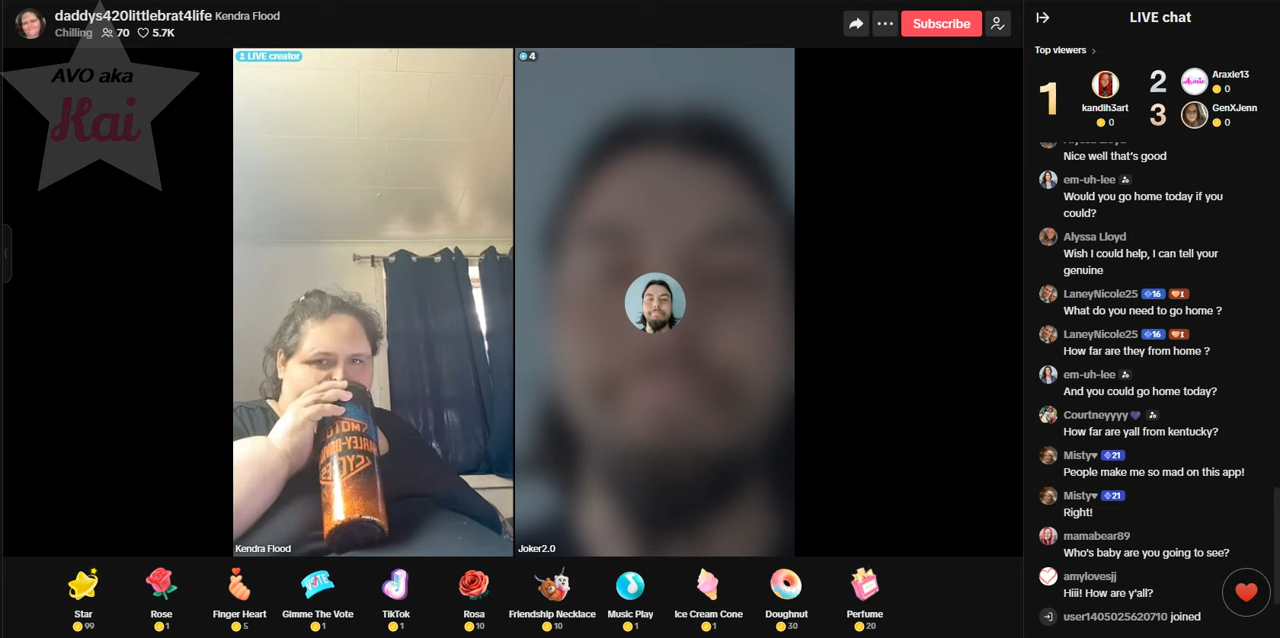 daddys420littlebrat4life Kendra Flood
Chilling 70 5.7K
Subscribe
AVO aka
Kai
LIVE creator
4
Kendra Flood
Joker2.0
Star
99
Rose
1
Finger Heart
5
VOTE
Gimme The Vote
1
TikTok
1
Rosa
10
Friendship Necklace
10
Music Play
1
Ice Cream Cone
1
Doughnut
30
Perfume
20
LIVE chat
Top viewers
1
kandih3art
0
2
Araxie13
0
3
GenXJenn
0
Alyssa Lloyd
Nice well that's good
em-uh-lee
Would you go home today if you
could?
Alyssa Lloyd
Wish I could help, I can tell your
genuine
LaneyNicole25 16 I
What do you need to go home ?
LaneyNicole25 16 I
How far are they from home ?
em-uh-lee
And you could go home today?
Courtneyyyy💜
How far are yall from kentucky?
Misty♥ 21
People make me so mad on this app!
Misty♥ 21
Right!
mamabear89
Who's baby are you going to see?
amylovesjj
Hiii! How are y'all?
user1405025620710 joined